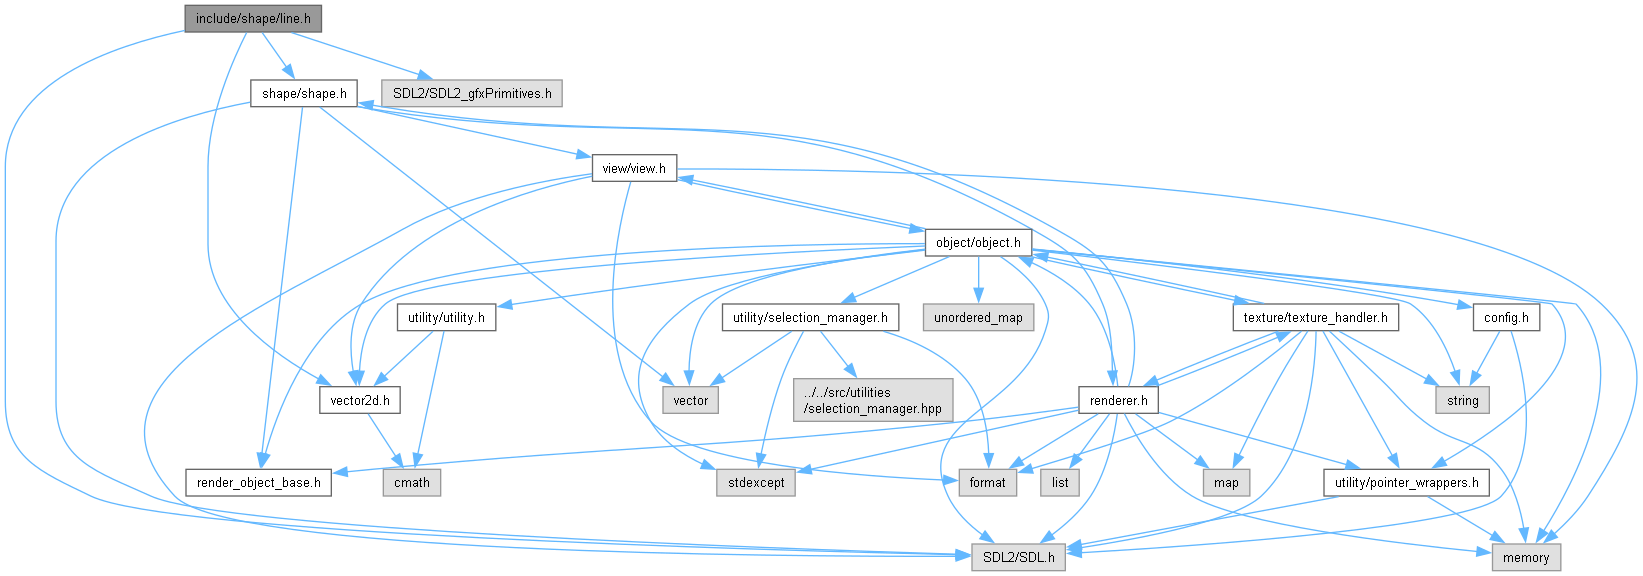 include/shape/line.h
shape/shape.h
SDL2/SDL2_gfxPrimitives.h
view/view.h
object/object.h
utility/utility.h
utility/selection_manager.h
unordered_map
texture/texture_handler.h
config.h
vector2d.h
vector
../../src/utilities
/selection_manager.hpp
renderer.h
string
render_object_base.h
cmath
stdexcept
format
list
map
utility/pointer_wrappers.h
SDL2/SDL.h
memory